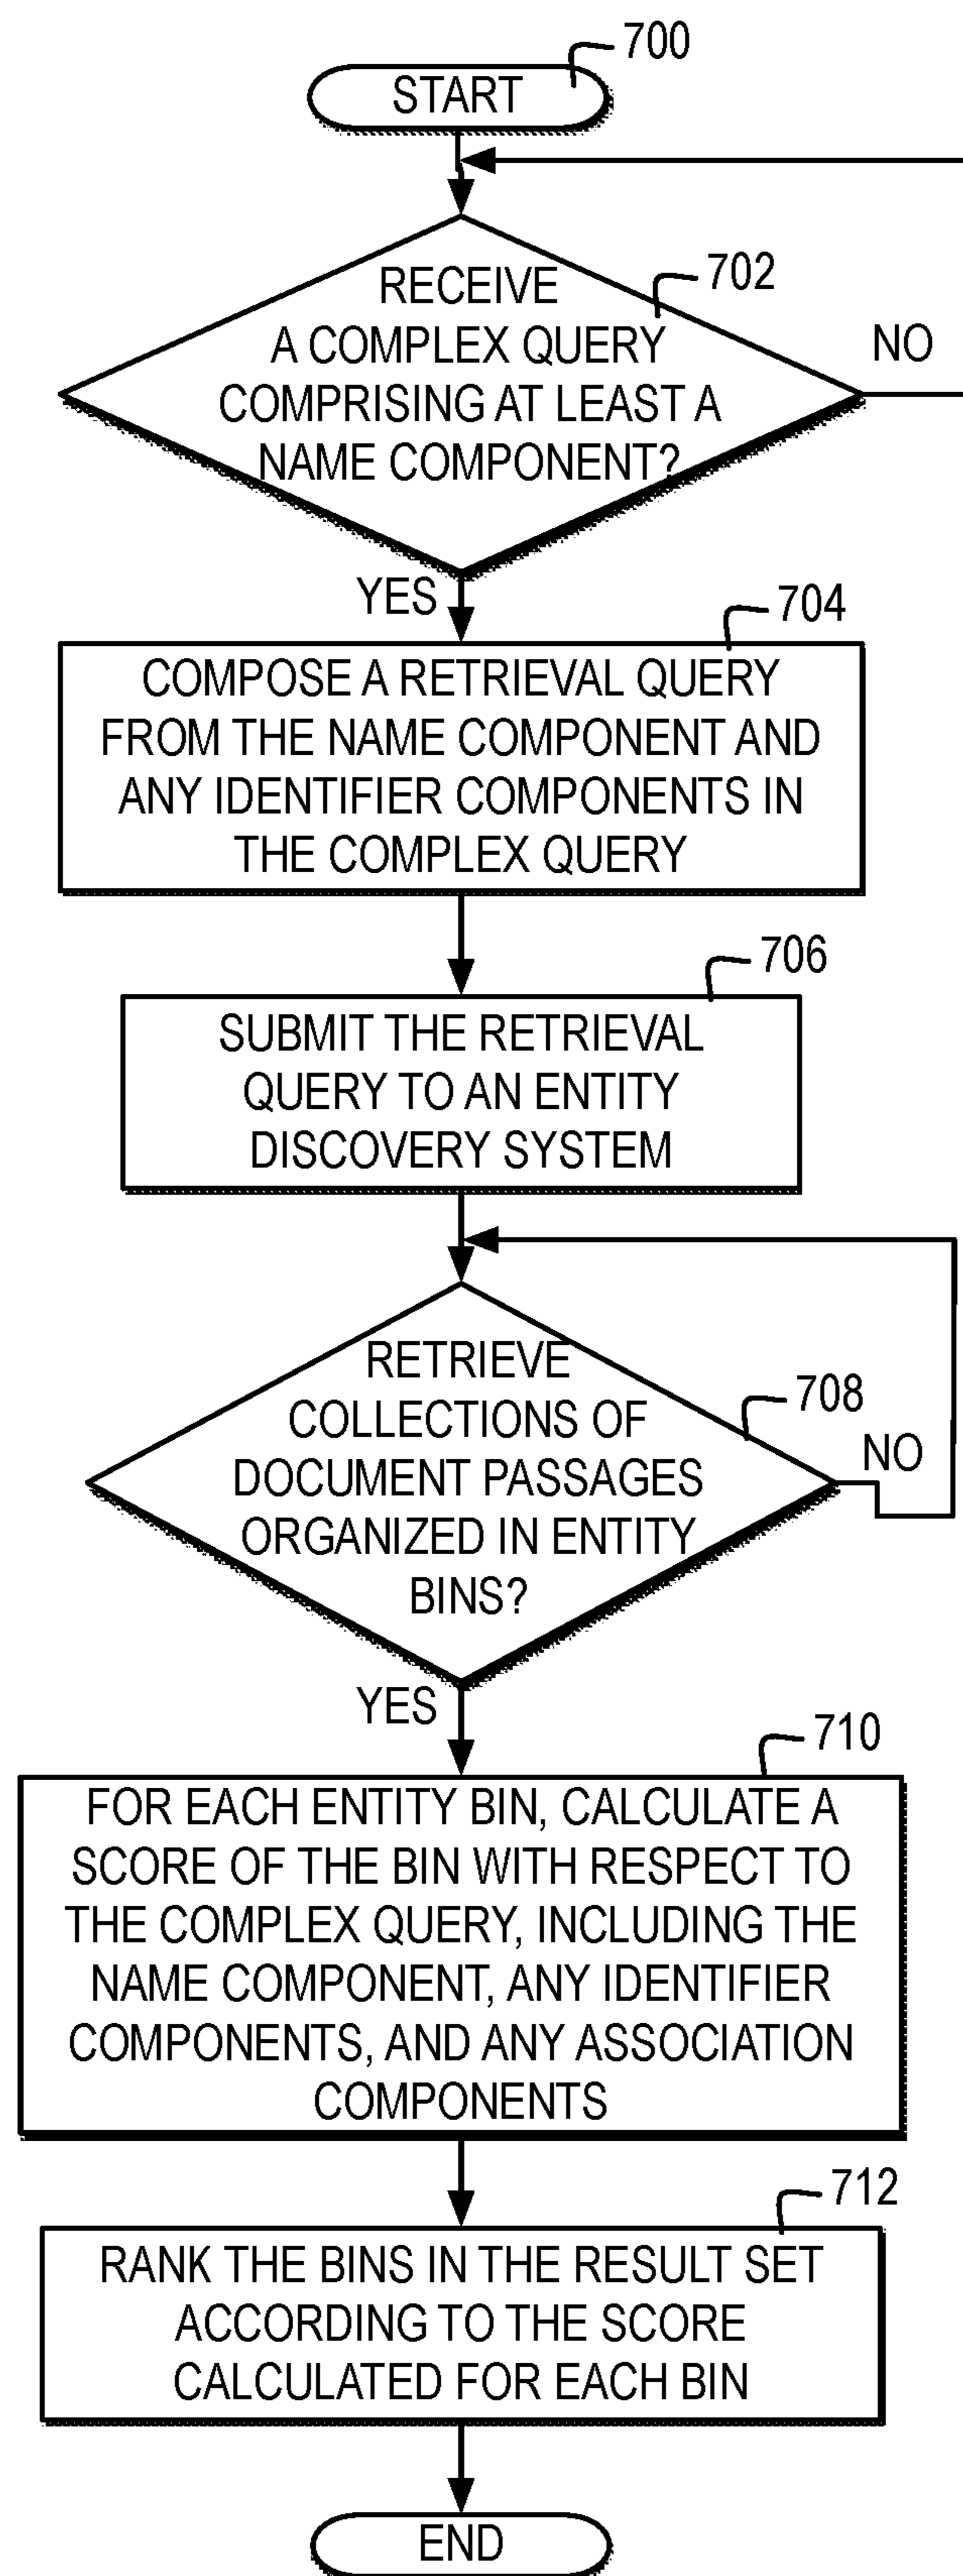 700
START
702
RECEIVE
A COMPLEX QUERY
COMPRISING AT LEAST A
NAME COMPONENT?
NO
YES
704
COMPOSE A RETRIEVAL QUERY
FROM THE NAME COMPONENT AND
ANY IDENTIFIER COMPONENTS IN
THE COMPLEX QUERY
706
SUBMIT THE RETRIEVAL
QUERY TO AN ENTITY
DISCOVERY SYSTEM
RETRIEVE
708
COLLECTIONS OF
DOCUMENT PASSAGES
ORGANIZED IN ENTITY
BINS?
NO
YES
710
FOR EACH ENTITY BIN, CALCULATE A
SCORE OF THE BIN WITH RESPECT TO
THE COMPLEX QUERY, INCLUDING THE
NAME COMPONENT, ANY IDENTIFIER
COMPONENTS, AND ANY ASSOCIATION
COMPONENTS
712
RANK THE BINS IN THE RESULT SET
ACCORDING TO THE SCORE
CALCULATED FOR EACH BIN
END